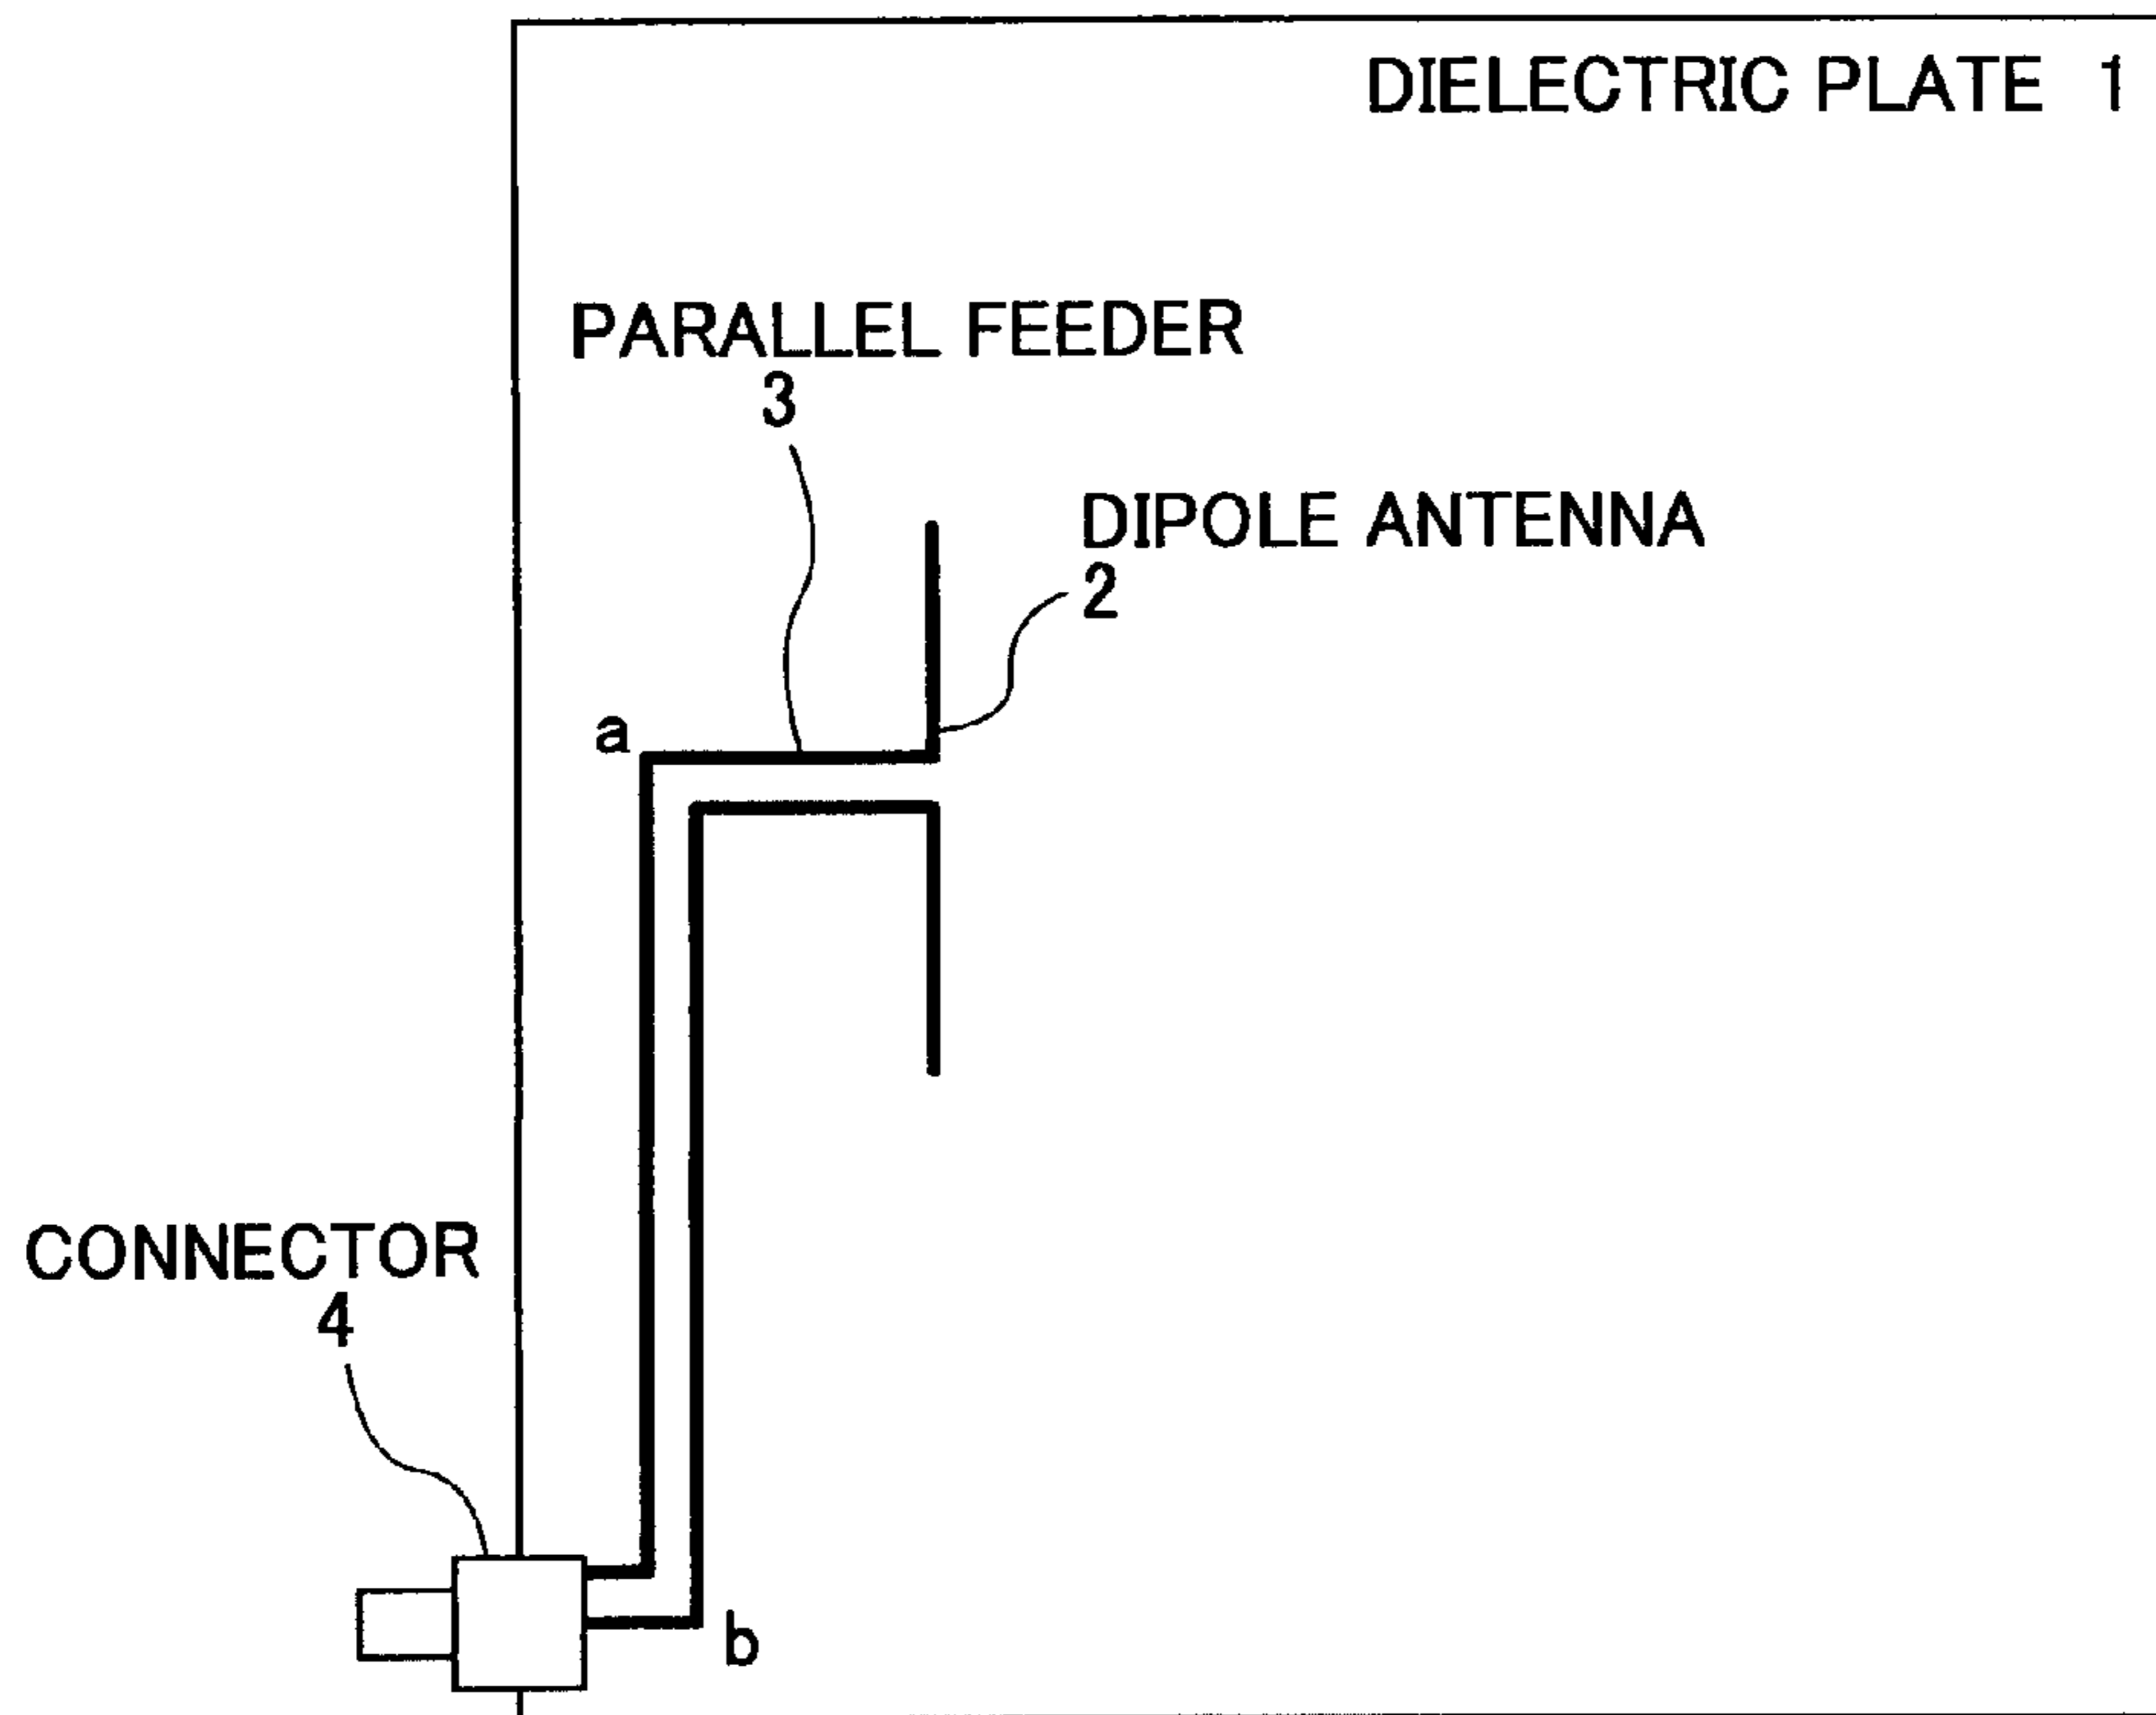 DIELECTRIC PLATE 1
PARALLEL FEEDER
3
DIPOLE ANTENNA
2
a
CONNECTOR
4
b